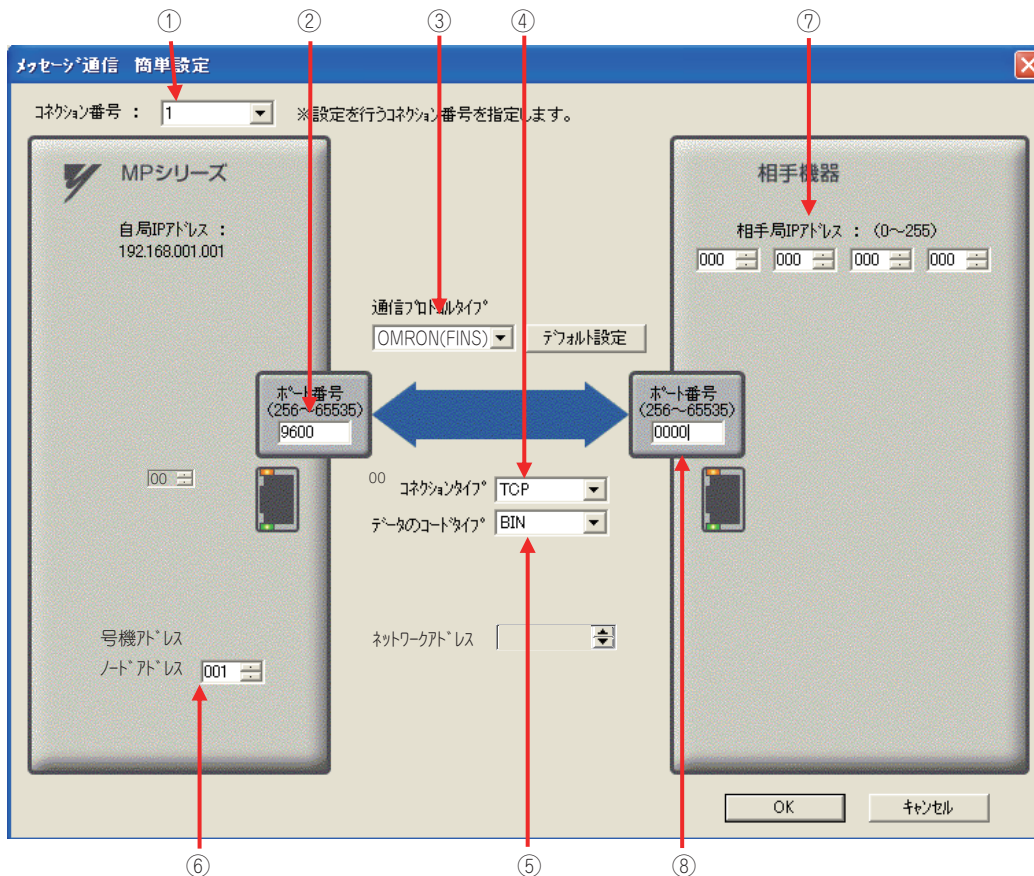 ① ② ③ ④ ⑦
メッセージ通信 簡単設定
コネクション番号 : 1 ※設定を行うコネクション番号を指定します。
MPシリーズ
自局IPアドレス :
192.168.001.001
相手機器
相手局IPアドレス : (0～255)
000 000 000 000
通信プロトコルタイプ
OMRON(FINS) デフォルト設定
ポート番号
(256～65535)
9600
ポート番号
(256～65535)
0000
00
00 コネクションタイプ TCP
データのコードタイプ BIN
号機アドレス
ノードアドレス 001
ネットワークアドレス
OK キャンセル
⑥ ⑤ ⑧